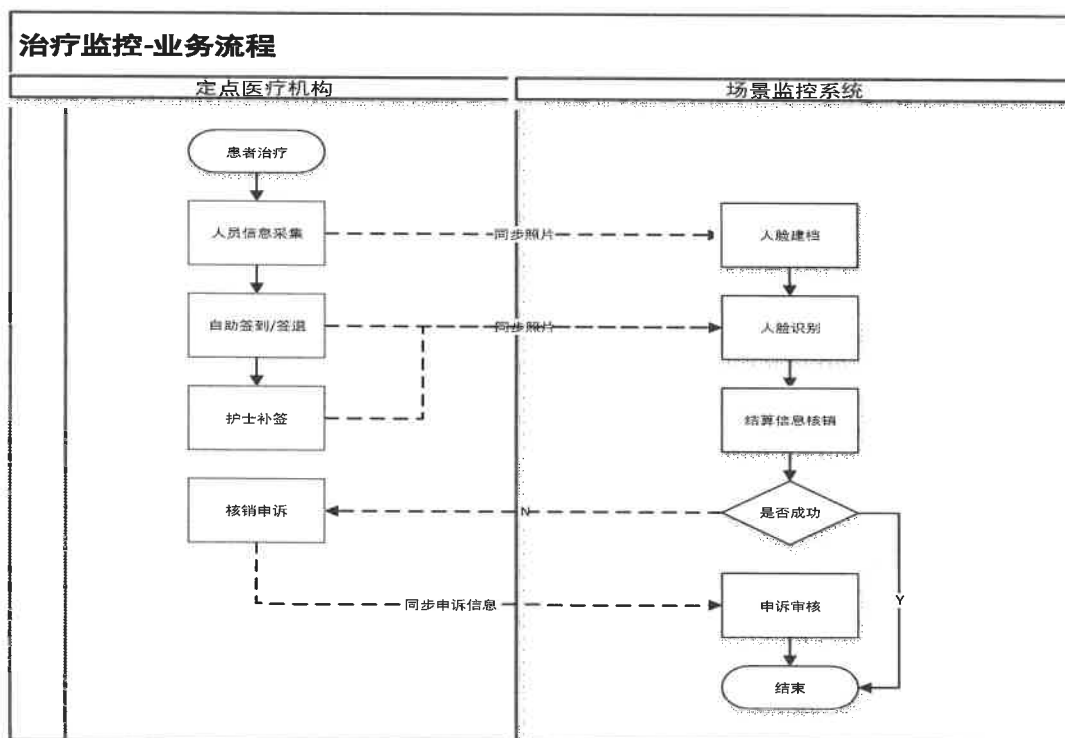 治疗监控-业务流程
定点医疗机构
场景监控系统
患者治疗
人员信息采集
同步照片
人脸建档
自助签到/签退
同步照片
人脸识别
护士补签
结算信息核销
核销申诉
N
是否成功
同步申诉信息
申诉审核
Y
结束